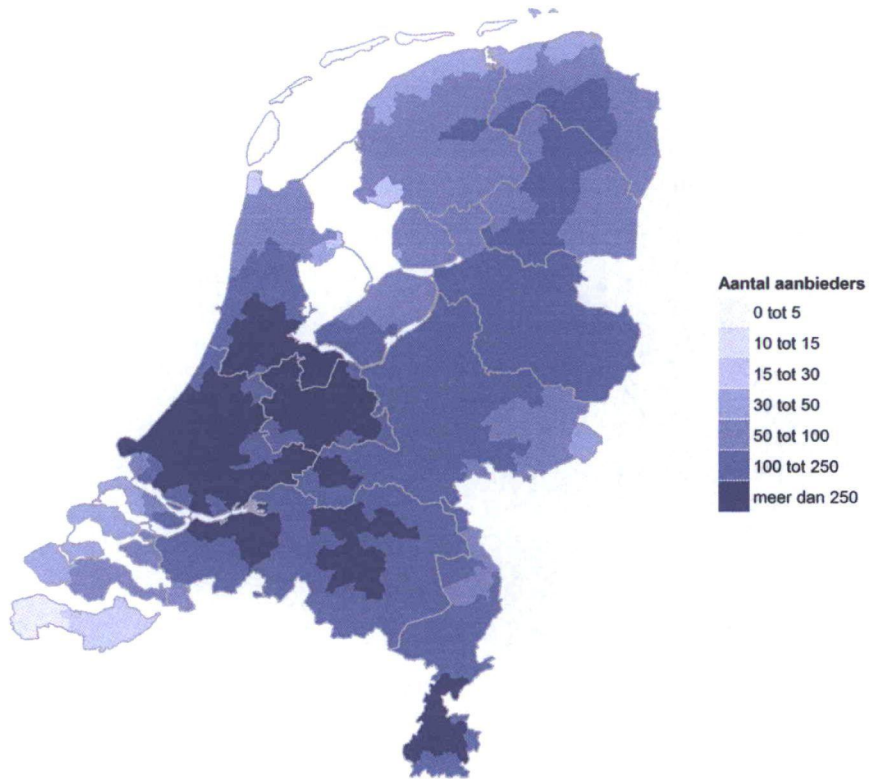 Aantal aanbieders
0 tot 5
10 tot 15
15 tot 30
30 tot 50
50 tot 100
100 tot 250
meer dan 250